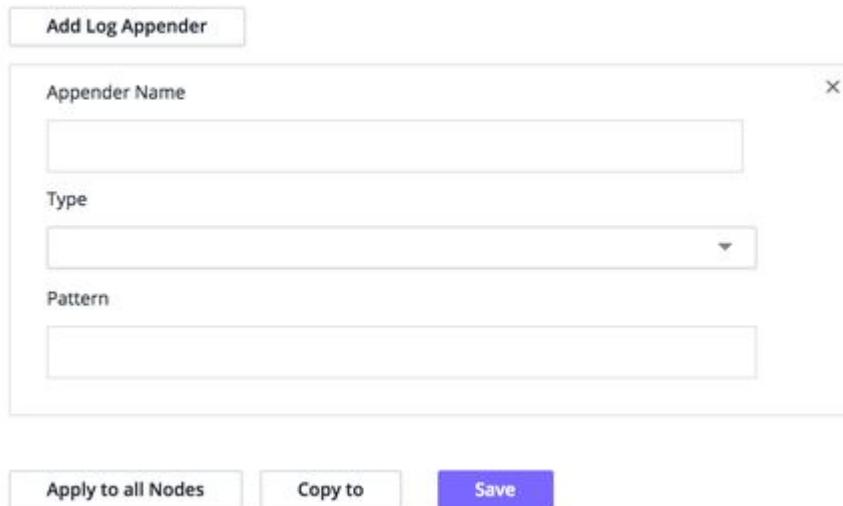 Add Log Appender
Appender Name
Type
Pattern
Apply to all Nodes
Copy to
Save